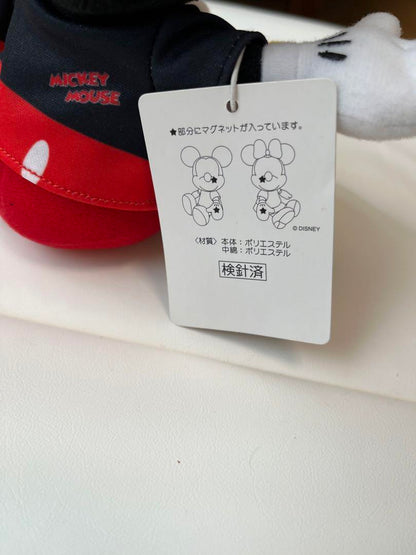 MICKEY
MOUSE
★部分にマグネットが入っています。
©DISNEY
〈材質〉本体：ポリエステル
中綿：ポリエステル
検針済